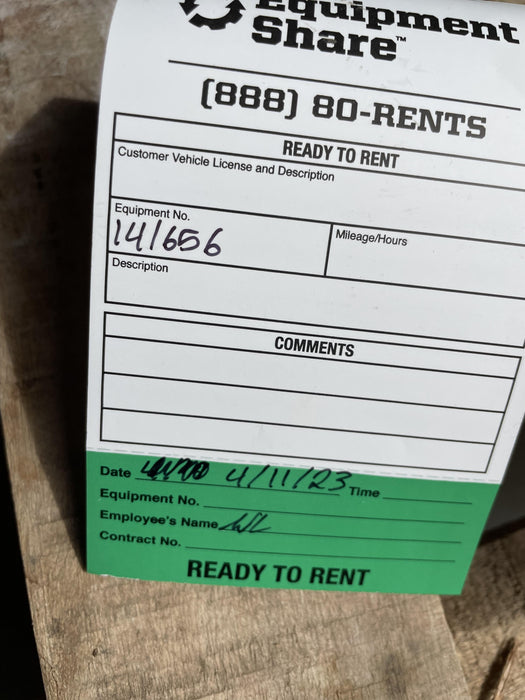 Equipment
Share™
(888) 80-RENTS
READY TO RENT
Customer Vehicle License and Description
Equipment No.
Mileage/Hours
141656
Description
COMMENTS
Date 4/11/23 Time
Equipment No.
Employee's Name
Contract No.
READY TO RENT